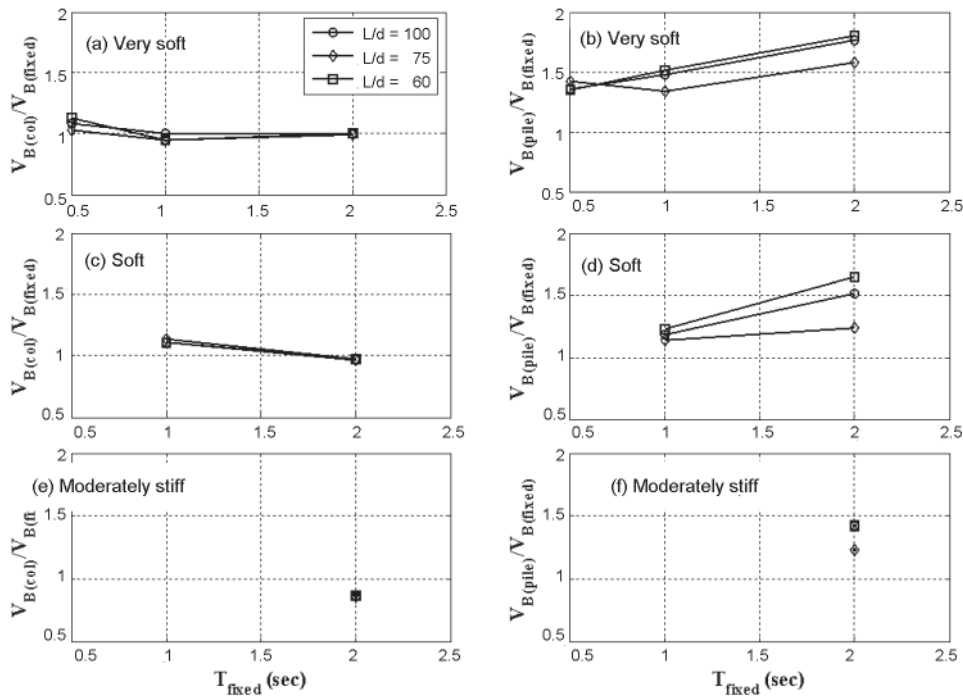 (a) Very soft
L/d = 100
L/d = 75
L/d = 60
V_B(col)/V_B(fixed)
2
1.5
1
0.5
0.5 1 1.5 2 2.5
(b) Very soft
V_B(pile)/V_B(fixed)
2
1.5
1
0.5
0.5 1 1.5 2 2.5
(c) Soft
V_B(col)/V_B(fixed)
2
1.5
1
0.5
0.5 1 1.5 2 2.5
(d) Soft
V_B(pile)/V_B(fixed)
2
1.5
1
0.5
0.5 1 1.5 2 2.5
(e) Moderately stiff
V_B(col)/V_B(fi
2
1.5
1
0.5
0.5 1 1.5 2 2.5
T_fixed (sec)
(f) Moderately stiff
V_B(pile)/V_B(fixed)
2
1.5
1
0.5
0.5 1 1.5 2 2.5
T_fixed (sec)